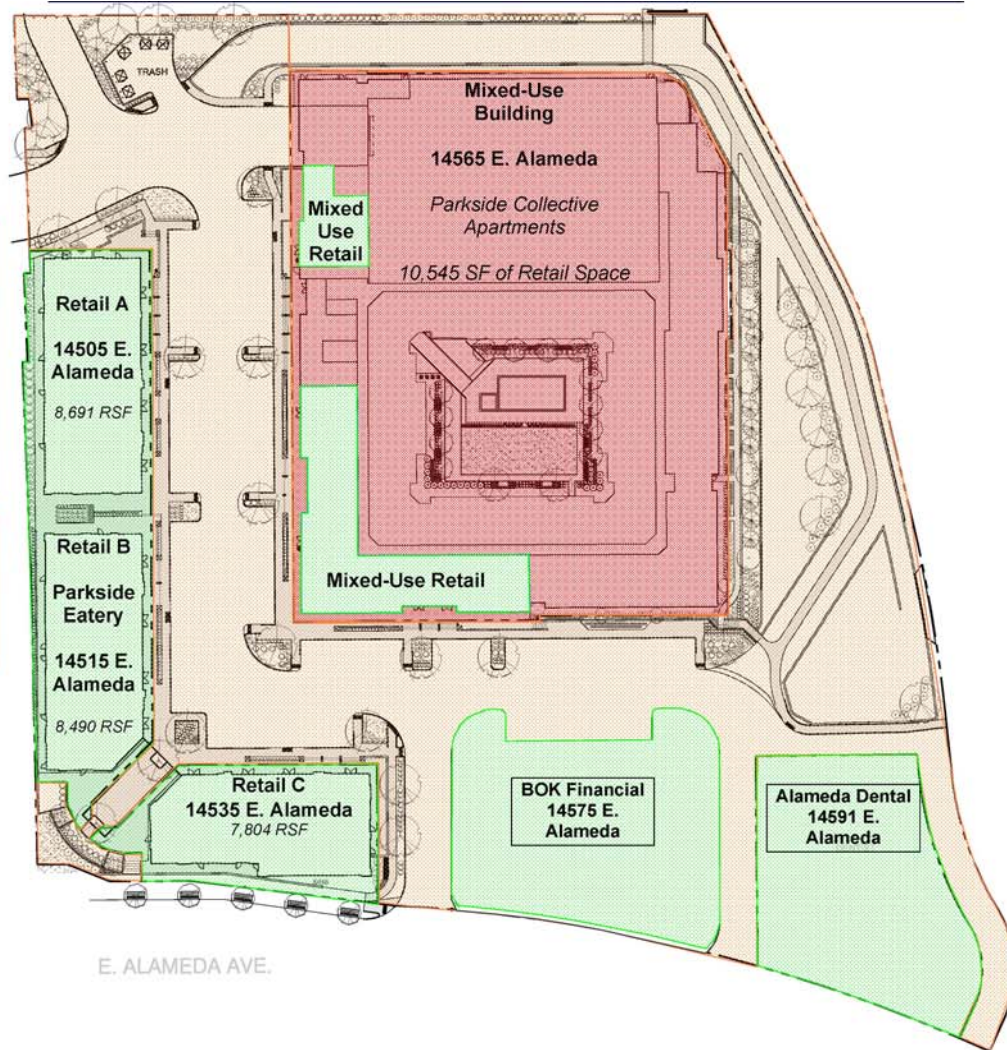 TRASH
Mixed-Use
Building
14565 E. Alameda
Parkside Collective
Apartments
10,545 SF of Retail Space
Mixed
Use
Retail
Retail A
14505 E.
Alameda
8,691 RSF
Retail B
Parkside
Eatery
14515 E.
Alameda
8,490 RSF
Mixed-Use Retail
Retail C
14535 E. Alameda
7,804 RSF
BOK Financial
14575 E.
Alameda
Alameda Dental
14591 E.
Alameda
E. ALAMEDA AVE.